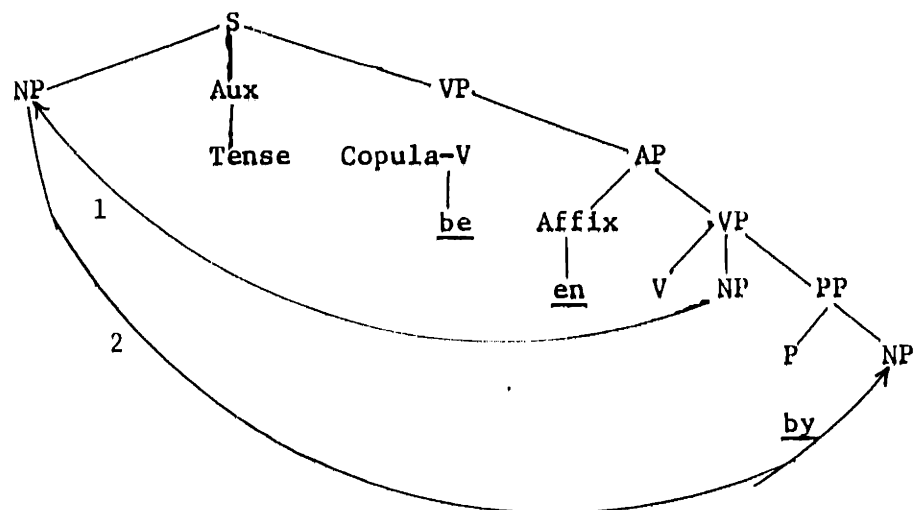 S
NP Aux VP
Tense Copula-V AP
1 be Affix VP
en V NP PP
2 P NP
by